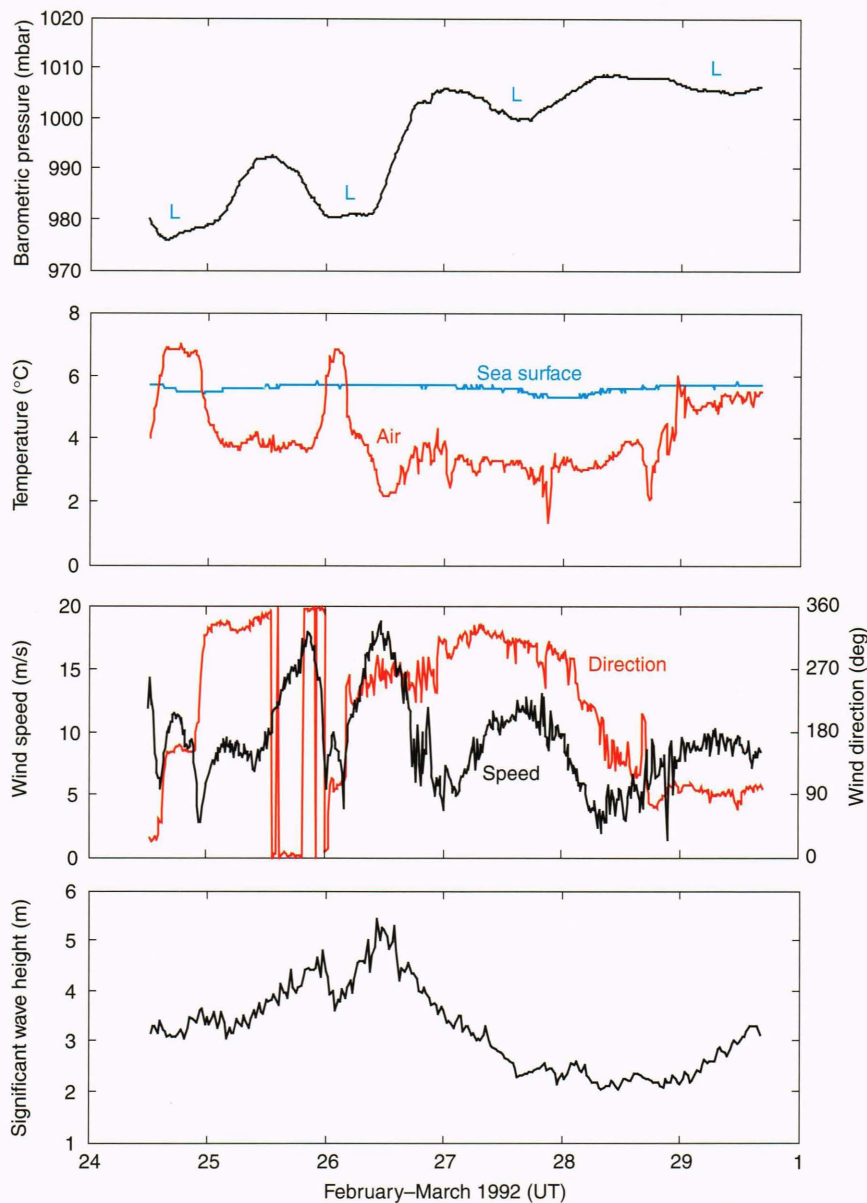 1020
1010
1000
990
980
970
Barometric pressure (mbar)
L
L
L
L
8
6
4
2
0
Temperature (°C)
Sea surface
Air
20
15
10
5
0
Wind speed (m/s)
360
270
180
90
0
Wind direction (deg)
Direction
Speed
6
5
4
3
2
1
Significant wave height (m)
24 25 26 27 28 29 1
February–March 1992 (UT)